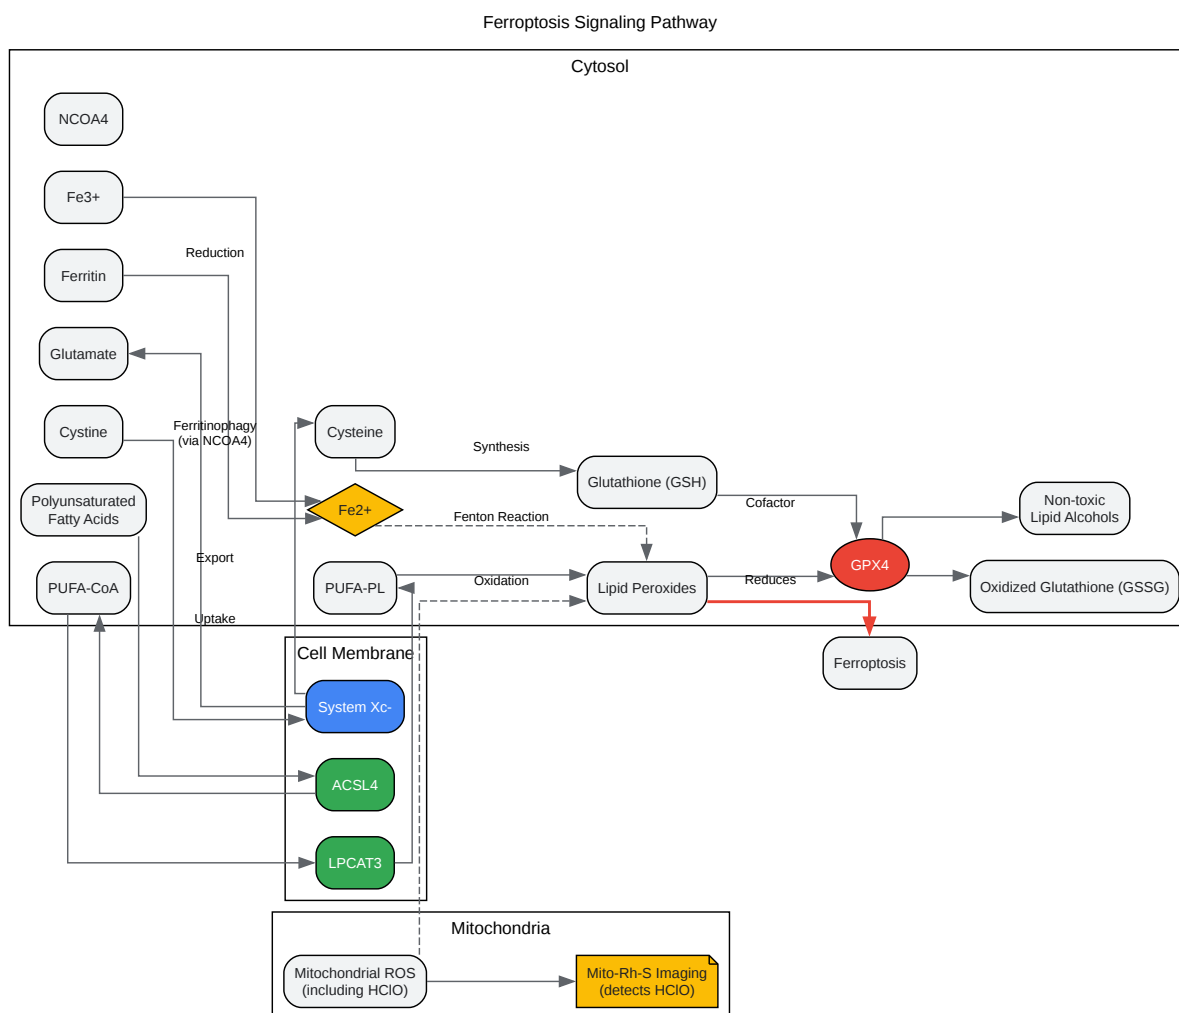 Ferroptosis Signaling Pathway
Cytosol
NCOA4
Fe3+
Reduction
Ferritin
Glutamate
Cystine
Ferritinophagy
(via NCOA4)
Cysteine
Synthesis
Glutathione (GSH)
Polyunsaturated
Fatty Acids
Fe2+
Fenton Reaction
Cofactor
Non-toxic
Lipid Alcohols
Export
PUFA-CoA
PUFA-PL
Oxidation
Lipid Peroxides
Reduces
GPX4
Oxidized Glutathione (GSSG)
Uptake
Cell Membrane
Ferroptosis
System Xc-
ACSL4
LPCAT3
Mitochondria
Mitochondrial ROS
(including HClO)
Mito-Rh-S Imaging
(detects HClO)